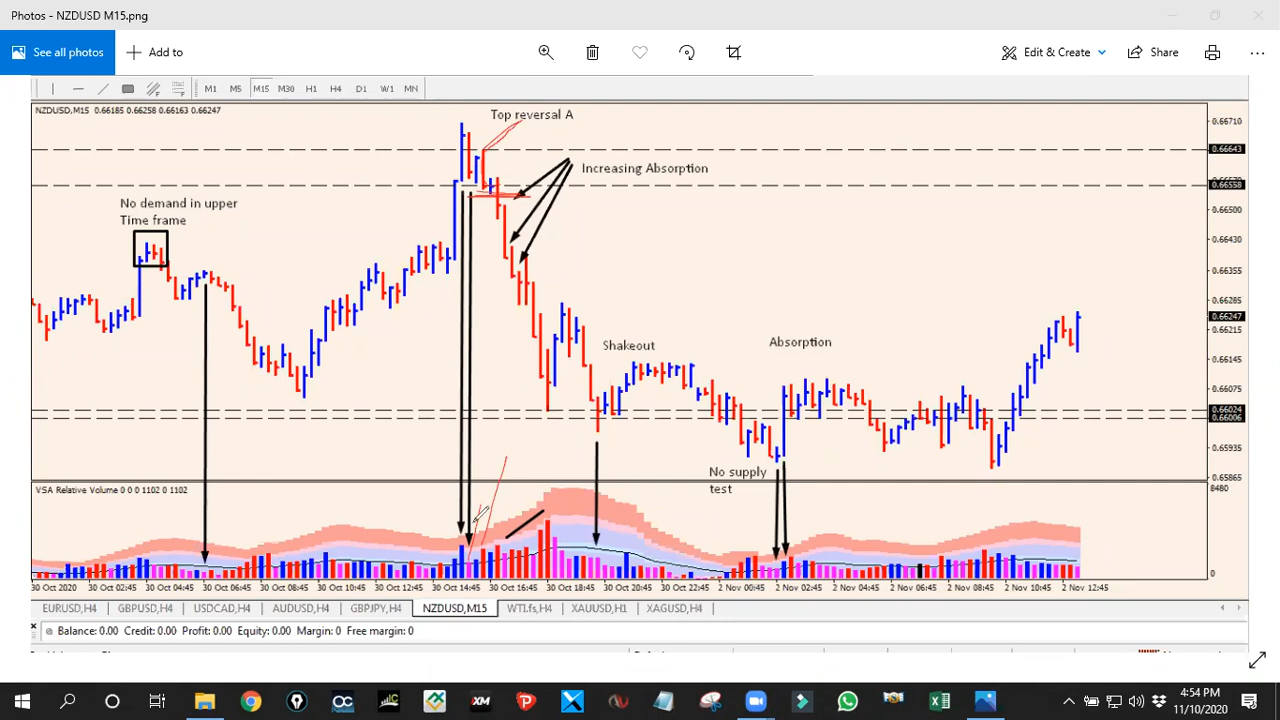 Photos - NZDUSD M15.png
See all photos
Add to
Edit & Create
Share
M1 M5 M15 M30 H1 H4 D1 W1 MN
NZDUSD,M15 0.66185 0.66258 0.66163 0.66247
Top reversal A
Increasing Absorption
No demand in upper
Time frame
Shakeout
Absorption
No supply
test
0.66710
0.66643
0.66558
0.66500
0.66430
0.66355
0.66285
0.66247
0.66215
0.66145
0.66075
0.66024
0.66006
0.65935
0.65865
VSA Relative Volume 0 0 0 1102 0 1102
8480
0
30 Oct 2020 30 Oct 02:45 30 Oct 04:45 30 Oct 06:45 30 Oct 08:45 30 Oct 10:45 30 Oct 12:45 30 Oct 14:45 30 Oct 16:45 30 Oct 18:45 30 Oct 20:45 30 Oct 22:45 2 Nov 00:45 2 Nov 02:45 2 Nov 04:45 2 Nov 06:45 2 Nov 08:45 2 Nov 10:45 2 Nov 12:45
EURUSD,H4 GBPUSD,H4 USDCAD,H4 AUDUSD,H4 GBPJPY,H4 NZDUSD,M15 WTI.fs,H4 XAUUSD,H1 XAGUSD,H4
Balance: 0.00 Credit: 0.00 Profit: 0.00 Equity: 0.00 Margin: 0 Free margin: 0
XM
4:54 PM
11/10/2020